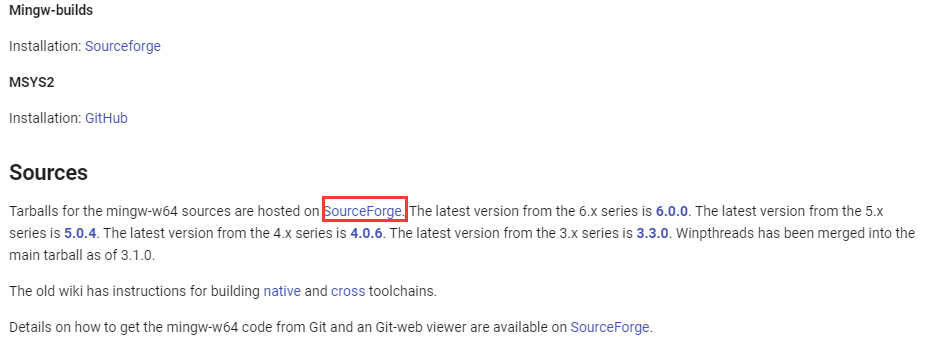 Mingw-builds
Installation: Sourceforge
MSYS2
Installation: GitHub
Sources
Tarballs for the mingw-w64 sources are hosted on SourceForge. The latest version from the 6.x series is 6.0.0. The latest version from the 5.x
series is 5.0.4. The latest version from the 4.x series is 4.0.6. The latest version from the 3.x series is 3.3.0. Winpthreads has been merged into the
main tarball as of 3.1.0.
The old wiki has instructions for building native and cross toolchains.
Details on how to get the mingw-w64 code from Git and an Git-web viewer are available on SourceForge.